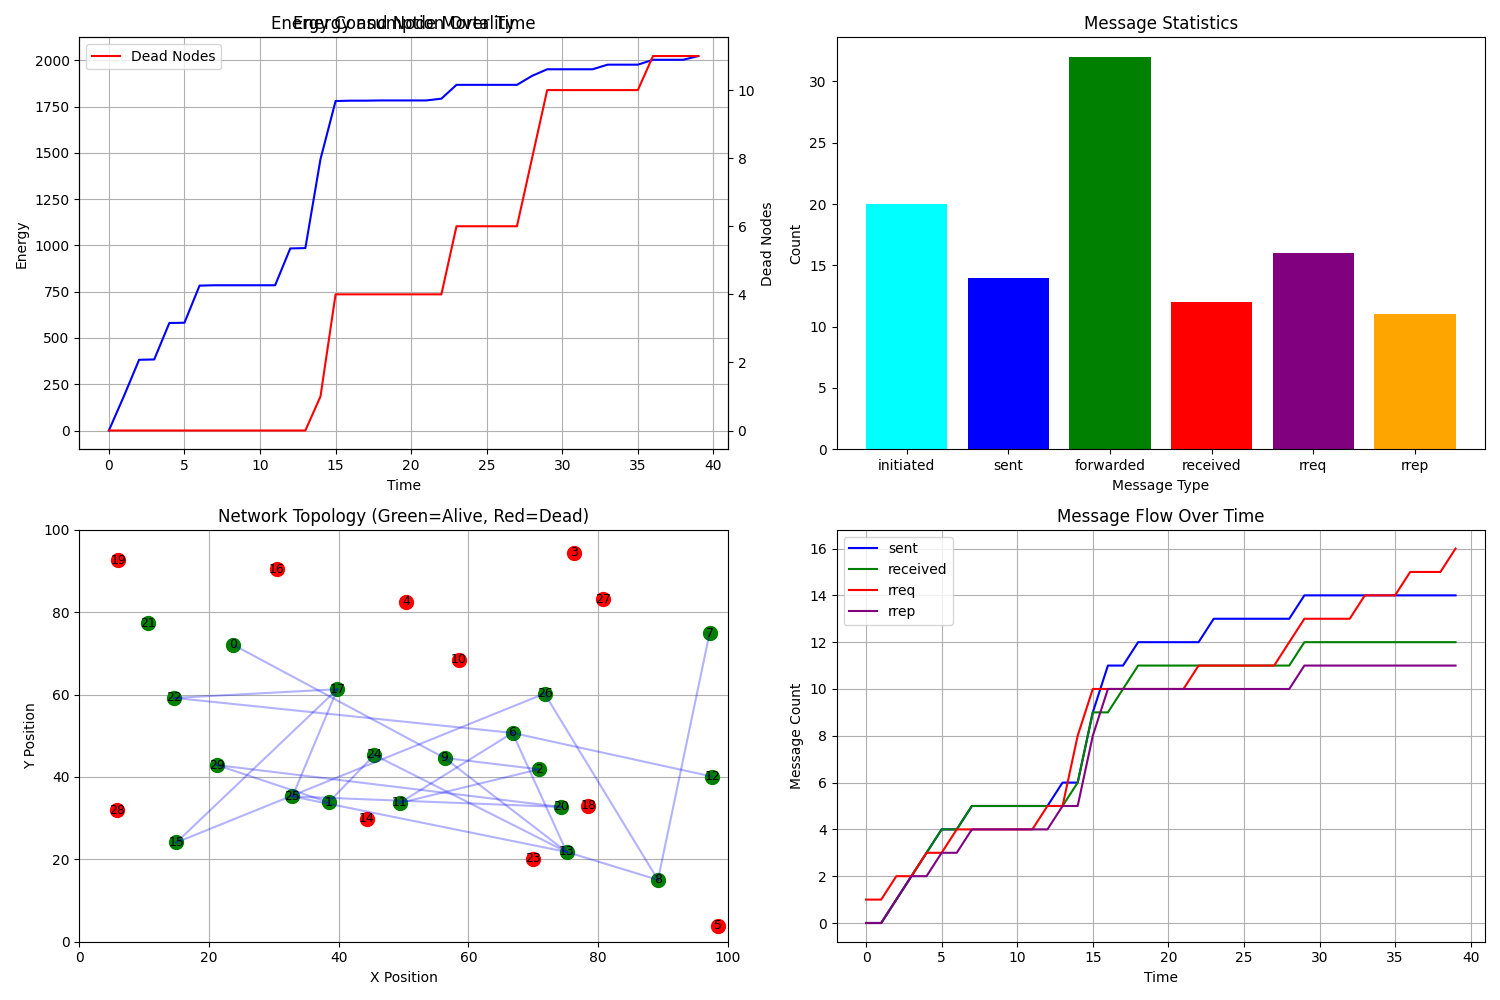 Energy Consumption Over Time
Energy and Node Mortality
Dead Nodes
2000
1750
1500
1250
1000
750
500
250
0
Energy
10
8
6
4
2
0
Dead Nodes
0 5 10 15 20 25 30 35 40
Time
Message Statistics
30
25
20
15
10
5
0
Count
initiated sent forwarded received rreq rrep
Message Type
Network Topology (Green=Alive, Red=Dead)
100
80
60
40
20
0
Y Position
19
16
3
4
27
21
0
7
10
22
17
26
6
24
9
29
2
12
25
1
11
20
18
28
14
15
13
23
8
5
0 20 40 60 80 100
X Position
Message Flow Over Time
sent
received
rreq
rrep
16
14
12
10
8
6
4
2
0
Message Count
0 5 10 15 20 25 30 35 40
Time